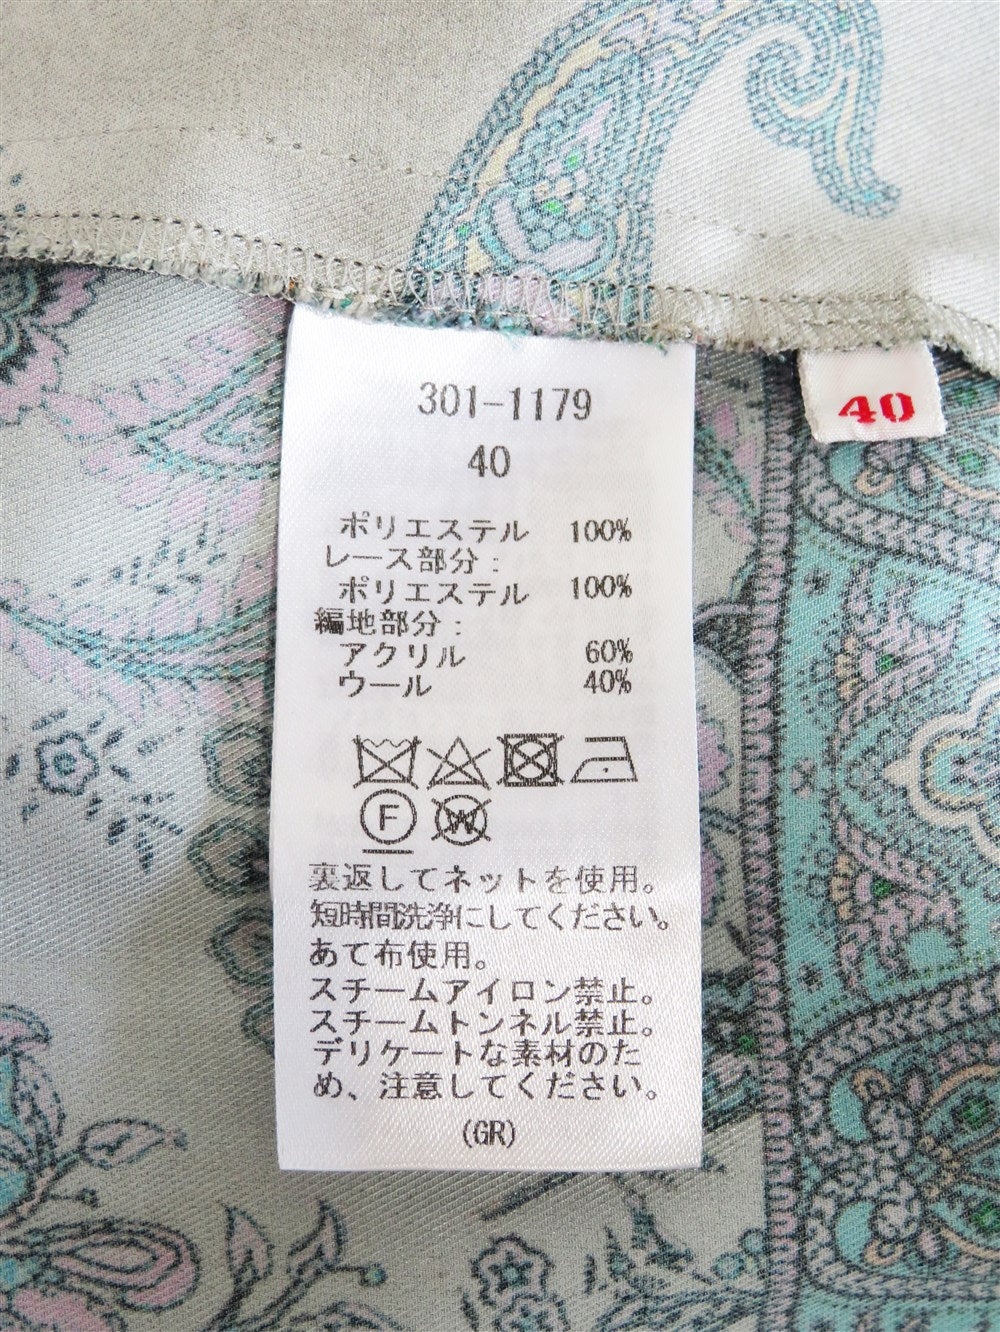 301-1179
40
40
ポリエステル 100%
レース部分：
ポリエステル 100%
編地部分：
アクリル 60%
ウール 40%
F W
裏返してネットを使用。
短時間洗浄にしてください。
あて布使用。
スチームアイロン禁止。
スチームトンネル禁止。
デリケートな素材のた
め、注意してください。
(GR)